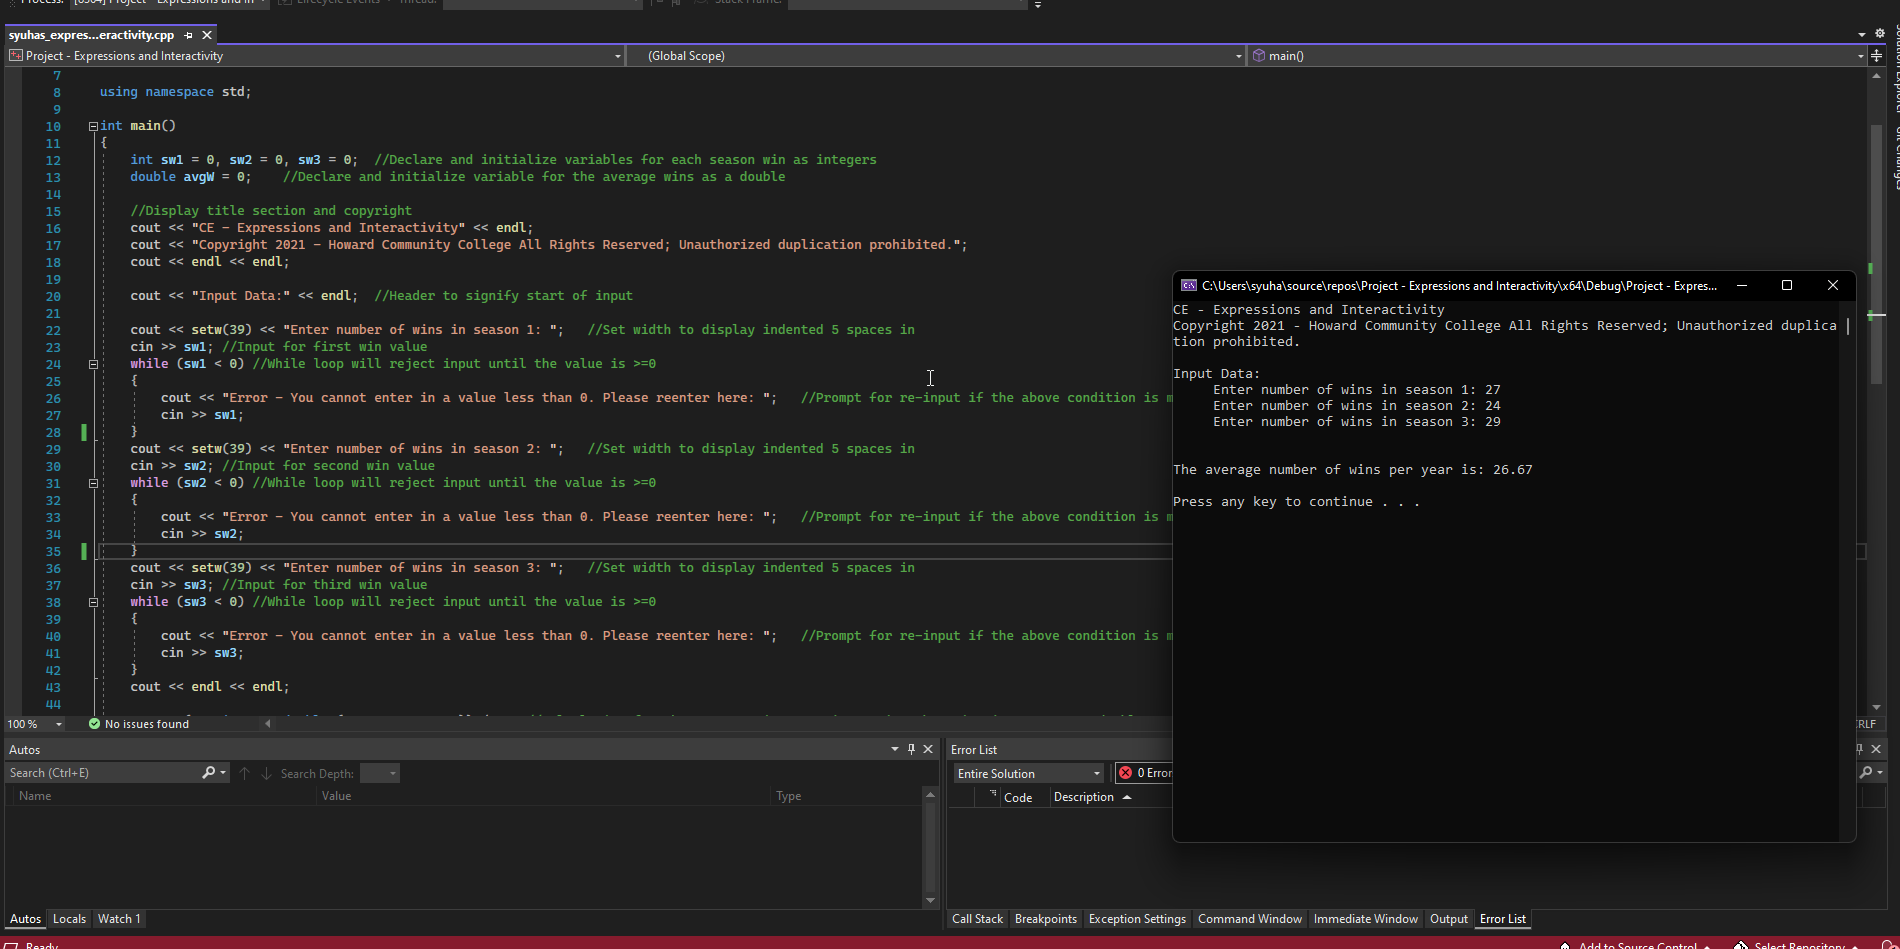 Process: [6964] Project - Expressions and In
Lifecycle Events
Thread:
Stack Frame:
syuhas_expres...eractivity.cpp
Project - Expressions and Interactivity
(Global Scope)
main()
7
8 using namespace std;
9
10 int main()
11 {
12 int sw1 = 0, sw2 = 0, sw3 = 0; //Declare and initialize variables for each season win as integers
13 double avgW = 0; //Declare and initialize variable for the average wins as a double
14
15 //Display title section and copyright
16 cout << "CE - Expressions and Interactivity" << endl;
17 cout << "Copyright 2021 - Howard Community College All Rights Reserved; Unauthorized duplication prohibited.";
18 cout << endl << endl;
19
20 cout << "Input Data:" << endl; //Header to signify start of input
21
22 cout << setw(39) << "Enter number of wins in season 1: "; //Set width to display indented 5 spaces in
23 cin >> sw1; //Input for first win value
24 while (sw1 < 0) //While loop will reject input until the value is >=0
25 {
26 cout << "Error - You cannot enter in a value less than 0. Please reenter here: "; //Prompt for re-input if the above condition is m
27 cin >> sw1;
28 }
29 cout << setw(39) << "Enter number of wins in season 2: "; //Set width to display indented 5 spaces in
30 cin >> sw2; //Input for second win value
31 while (sw2 < 0) //While loop will reject input until the value is >=0
32 {
33 cout << "Error - You cannot enter in a value less than 0. Please reenter here: "; //Prompt for re-input if the above condition is m
34 cin >> sw2;
35 }
36 cout << setw(39) << "Enter number of wins in season 3: "; //Set width to display indented 5 spaces in
37 cin >> sw3; //Input for third win value
38 while (sw3 < 0) //While loop will reject input until the value is >=0
39 {
40 cout << "Error - You cannot enter in a value less than 0. Please reenter here: "; //Prompt for re-input if the above condition is m
41 cin >> sw3;
42 }
43 cout << endl << endl;
44
C:\Users\syuha\source\repos\Project - Expressions and Interactivity\x64\Debug\Project - Expres...
CE - Expressions and Interactivity
Copyright 2021 - Howard Community College All Rights Reserved; Unauthorized duplica
tion prohibited.
Input Data:
Enter number of wins in season 1: 27
Enter number of wins in season 2: 24
Enter number of wins in season 3: 29
The average number of wins per year is: 26.67
Press any key to continue . . .
100 %
No issues found
CRLF
Autos
Search (Ctrl+E)
Search Depth:
Name Value Type
Error List
Entire Solution
0 Error
Code Description
Autos Locals Watch 1
Call Stack Breakpoints Exception Settings Command Window Immediate Window Output Error List
Ready
Add to Source Control
Select Repository